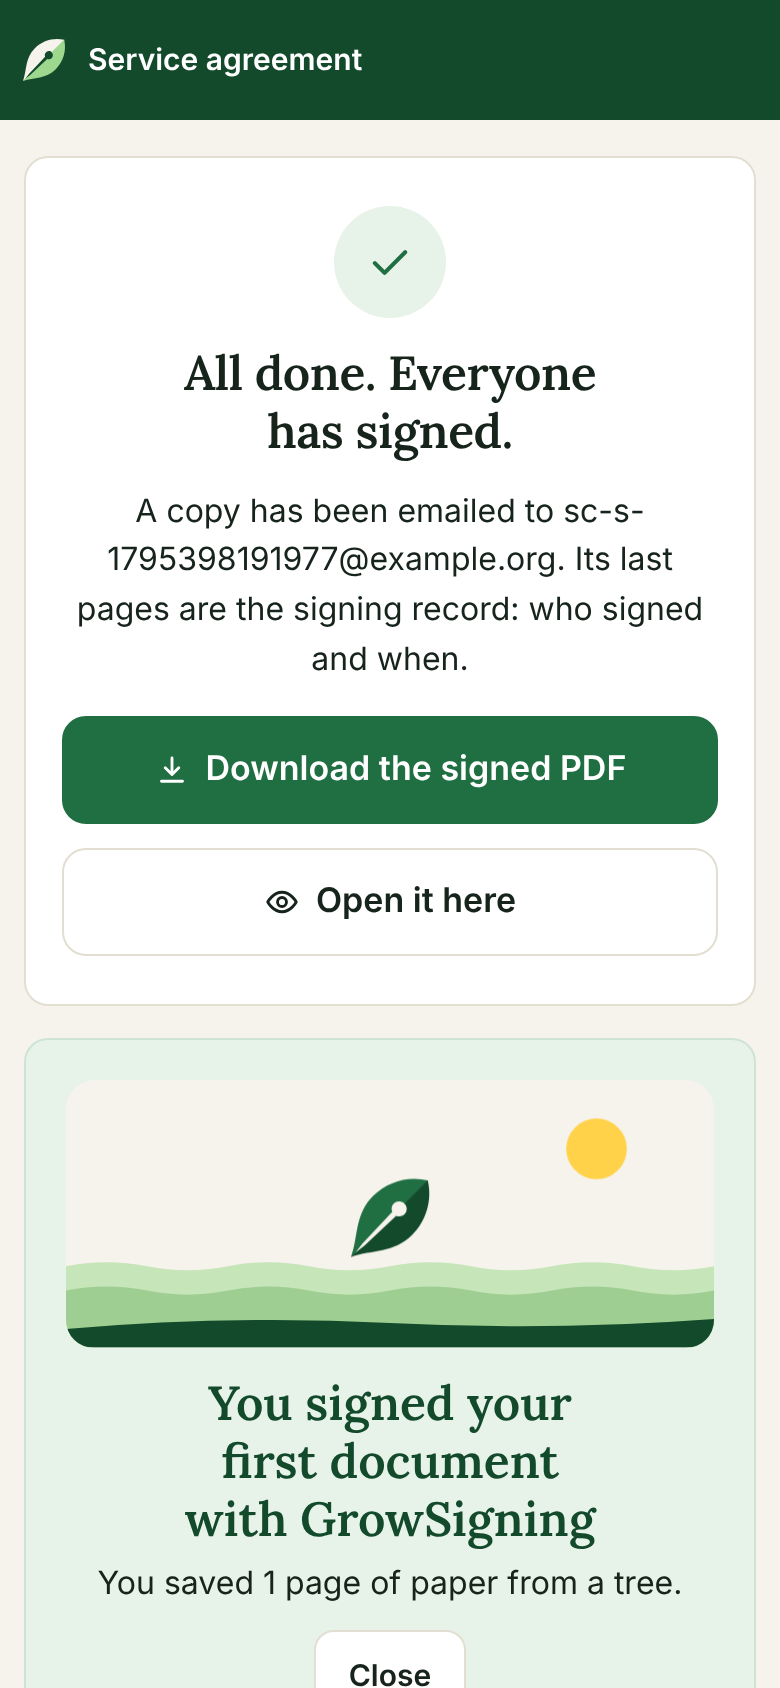 Service agreement
All done. Everyone
has signed.
A copy has been emailed to sc-s-
1795398191977@example.org. Its last
pages are the signing record: who signed
and when.
Download the signed PDF
Open it here
You signed your
first document
with GrowSigning
You saved 1 page of paper from a tree.
Close